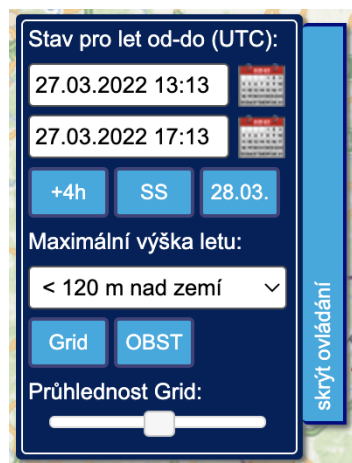 Stav pro let od-do (UTC):
27.03.2022 13:13
27.03.2022 17:13
+4h SS 28.03.
Maximální výška letu:
< 120 m nad zemí
Grid OBST
Průhlednost Grid:
skrýt ovládání